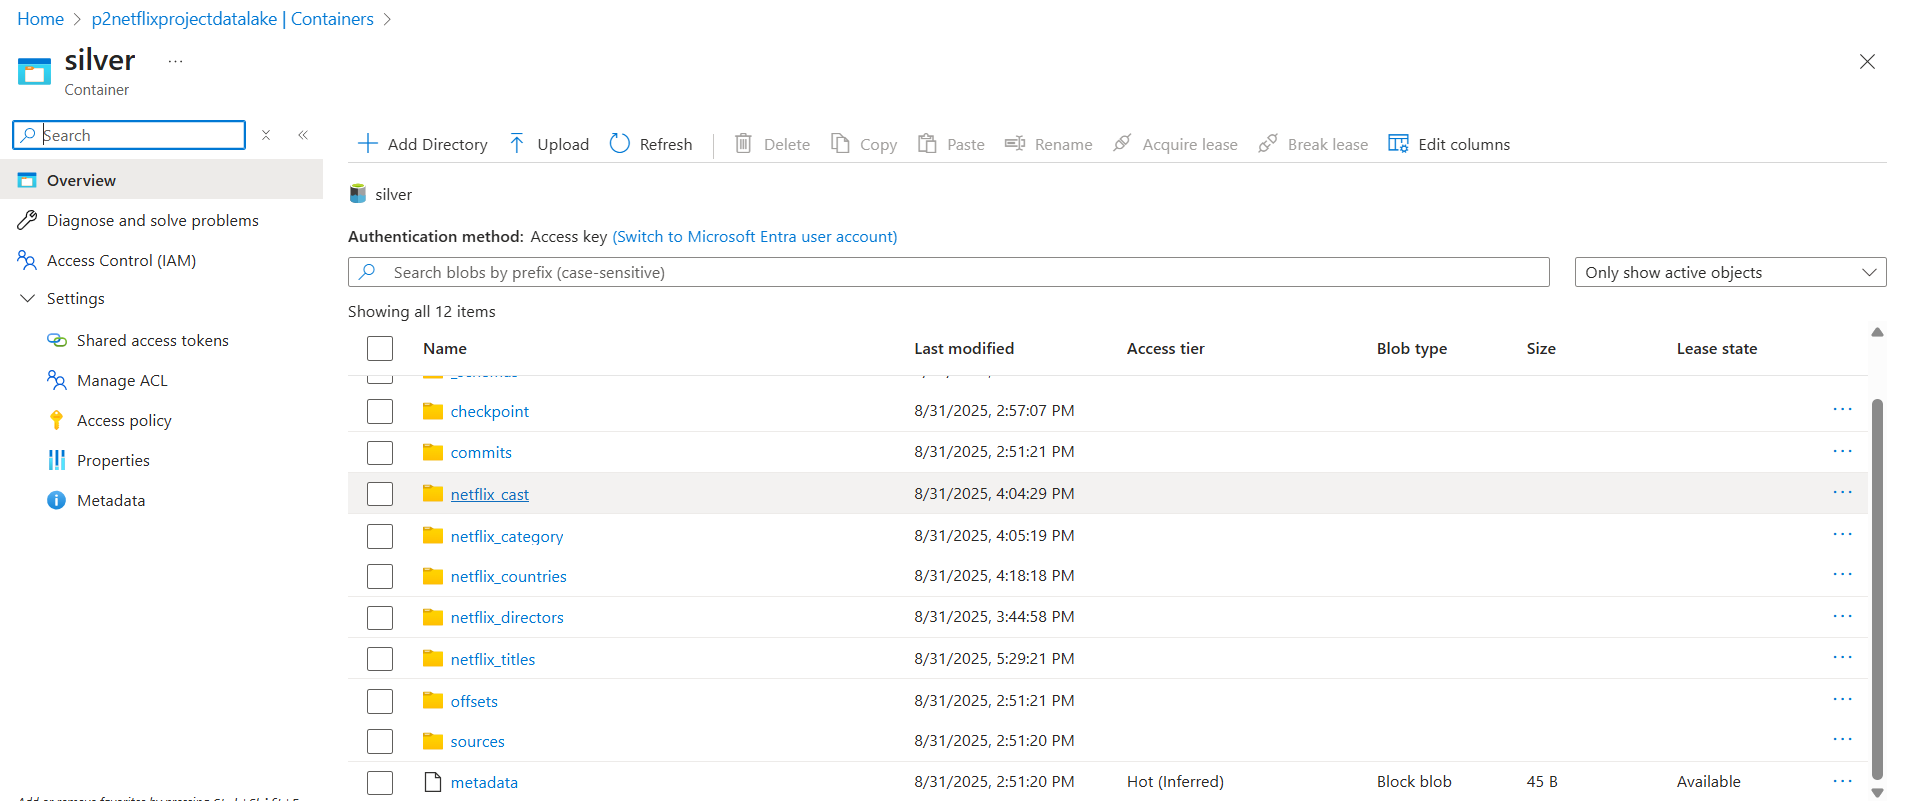 Home > p2netflixprojectdatalake | Containers >
silver ...
Container
Search
Add Directory Upload Refresh Delete Copy Paste Rename Acquire lease Break lease Edit columns
Overview
Diagnose and solve problems
Access Control (IAM)
Settings
Shared access tokens
Manage ACL
Access policy
Properties
Metadata
silver
Authentication method: Access key (Switch to Microsoft Entra user account)
Search blobs by prefix (case-sensitive) Only show active objects
Showing all 12 items
Name Last modified Access tier Blob type Size Lease state
checkpoint 8/31/2025, 2:57:07 PM ...
commits 8/31/2025, 2:51:21 PM ...
netflix_cast 8/31/2025, 4:04:29 PM ...
netflix_category 8/31/2025, 4:05:19 PM ...
netflix_countries 8/31/2025, 4:18:18 PM ...
netflix_directors 8/31/2025, 3:44:58 PM ...
netflix_titles 8/31/2025, 5:29:21 PM ...
offsets 8/31/2025, 2:51:21 PM ...
sources 8/31/2025, 2:51:20 PM ...
metadata 8/31/2025, 2:51:20 PM Hot (Inferred) Block blob 45 B Available ...